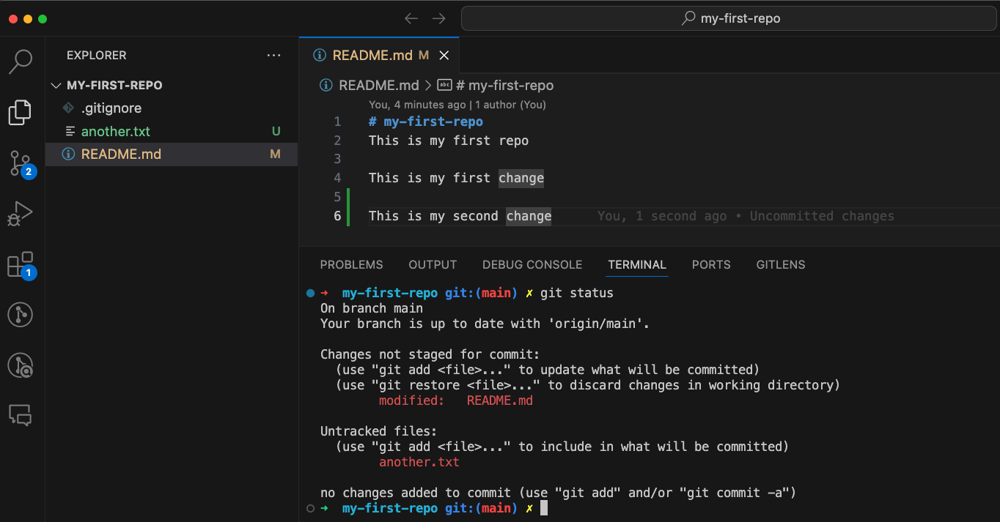 my-first-repo
EXPLORER
MY-FIRST-REPO
.gitignore
another.txt U
README.md M
2
1
README.md M
README.md > abc # my-first-repo
You, 4 minutes ago | 1 author (You)
1 # my-first-repo
2 This is my first repo
3
4 This is my first change
5
6 This is my second change You, 1 second ago • Uncommitted changes
PROBLEMS OUTPUT DEBUG CONSOLE TERMINAL PORTS GITLENS
➜ my-first-repo git:(main) ✗ git status
On branch main
Your branch is up to date with 'origin/main'.
Changes not staged for commit:
(use "git add <file>..." to update what will be committed)
(use "git restore <file>..." to discard changes in working directory)
modified: README.md
Untracked files:
(use "git add <file>..." to include in what will be committed)
another.txt
no changes added to commit (use "git add" and/or "git commit -a")
➜ my-first-repo git:(main) ✗